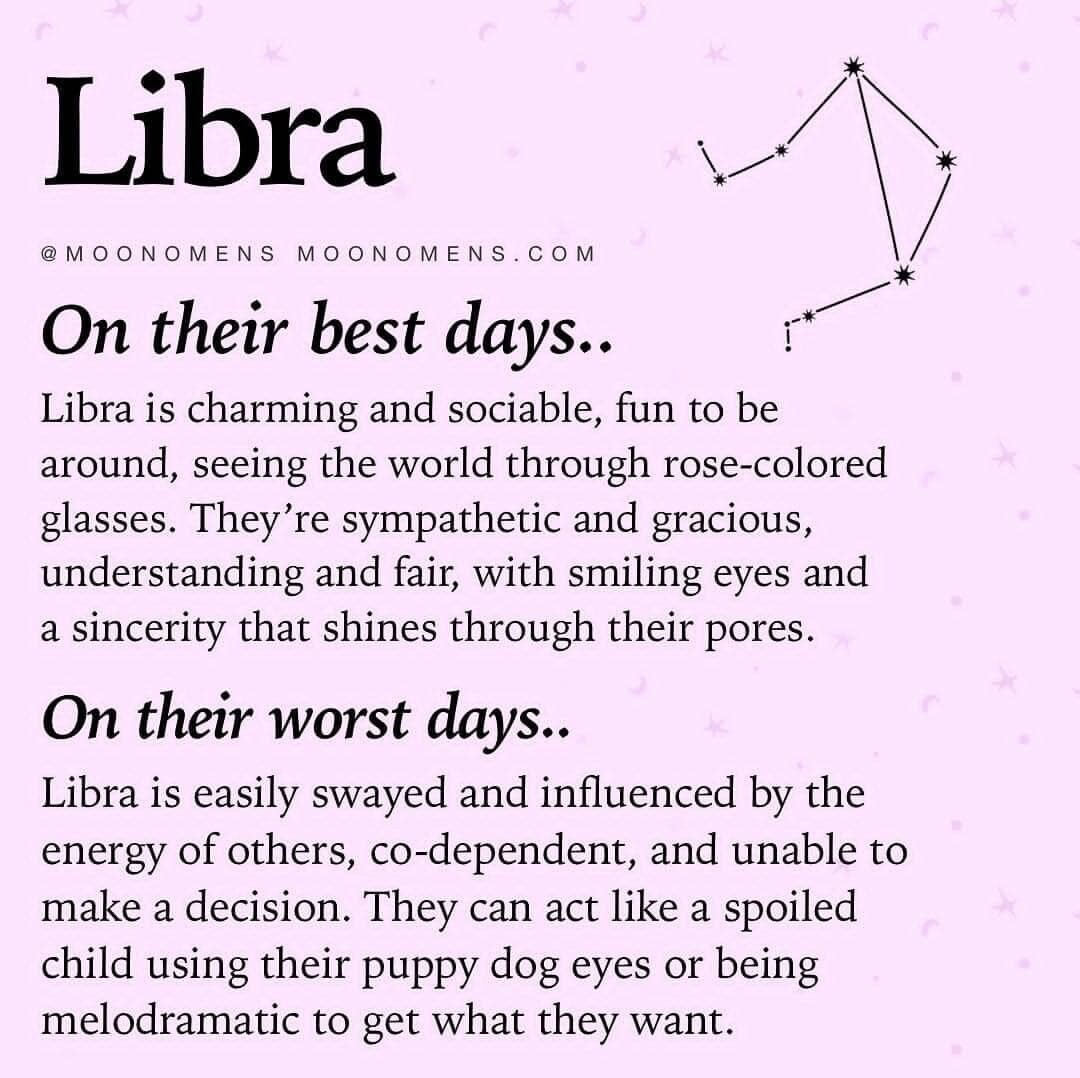 Libra
@MOONOMENS MOONOMENS.COM
On their best days..
Libra is charming and sociable, fun to be
around, seeing the world through rose-colored
glasses. They’re sympathetic and gracious,
understanding and fair, with smiling eyes and
a sincerity that shines through their pores.
On their worst days..
Libra is easily swayed and influenced by the
energy of others, co-dependent, and unable to
make a decision. They can act like a spoiled
child using their puppy dog eyes or being
melodramatic to get what they want.